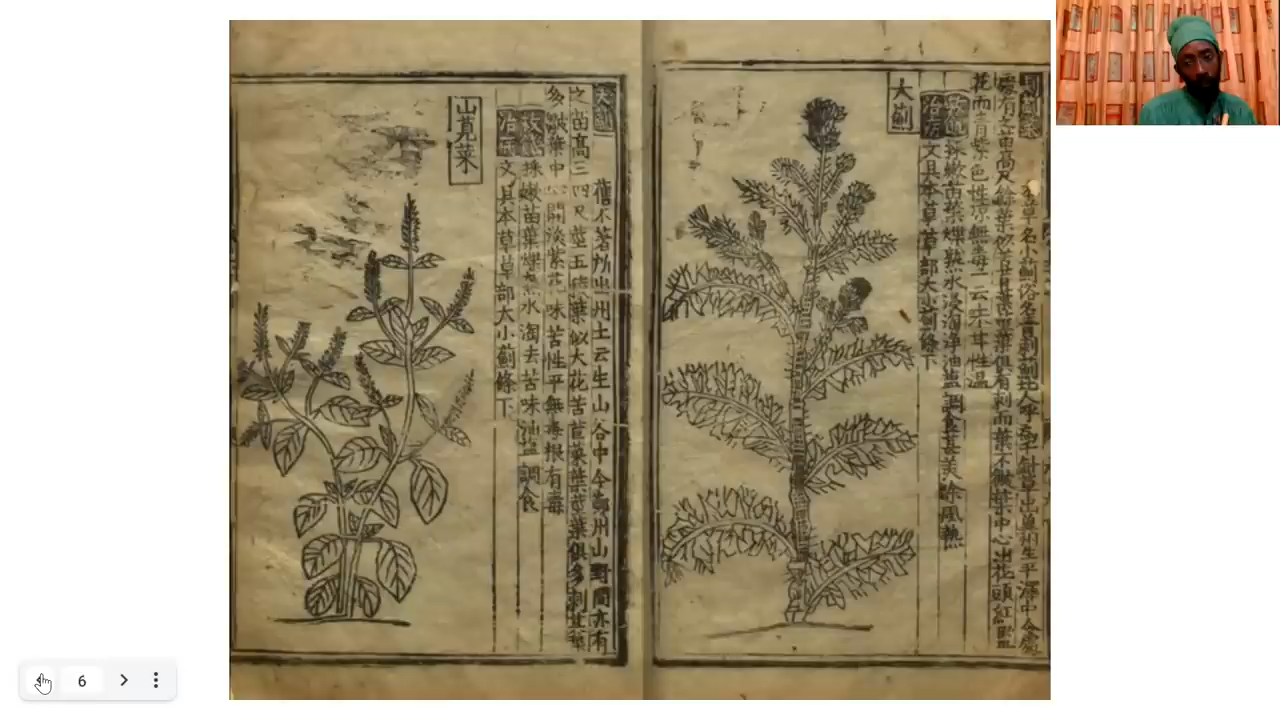 刺薊菜 本草名小薊俗名青刺薊北人呼為千針草出冀州生平澤中今處
處有之苗高尺餘葉似苦苣葉莖葉俱有刺而葉不皺葉中心出花頭如紅藍
花而青紫色性涼無毒一云味甘性溫
救飢 採嫩苗葉煠熟水浸淘淨油鹽調食甚美除風熱
治病 文具本草草部大小薊條下
大薊
大薊 舊不著所出州土云生山谷中今鄭州山野間亦有
之苗高三四尺莖五稜葉似大花苦苣菜葉莖葉俱多刺其葉
多皺葉中心開淡紫花味苦性平無毒根有毒
救飢 採嫩苗葉煠熟水淘去苦味油鹽調食
治病 文具本草草部大小薊條下
山莧菜
6